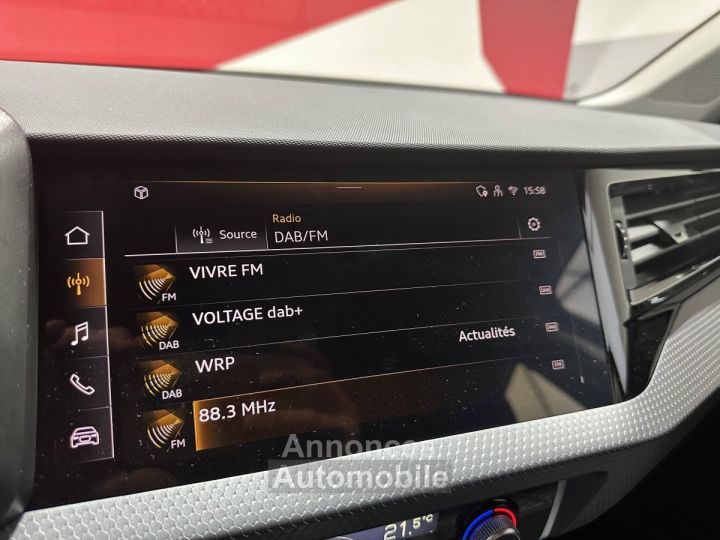 15:58
Source
Radio
DAB/FM
VIVRE FM
FM
VOLTAGE dab+
DAB
WRP
Actualités
DAB
88.3 MHz
FM
Annonces
Automobile
21.5°C